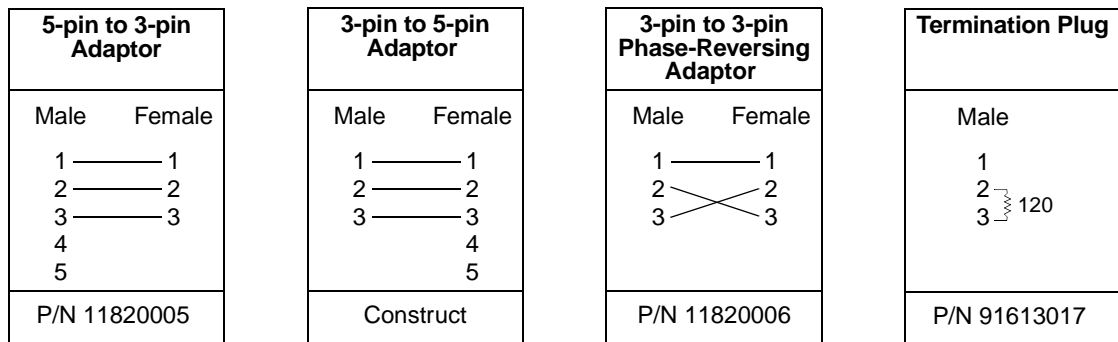 5-pin to 3-pin
Adaptor
Male Female
1 1
2 2
3 3
4
5
P/N 11820005
3-pin to 5-pin
Adaptor
Male Female
1 1
2 2
3 3
4
5
Construct
3-pin to 3-pin
Phase-Reversing
Adaptor
Male Female
1 1
2 2
3 3
P/N 11820006
Termination Plug
Male
1
2
3
120
P/N 91613017